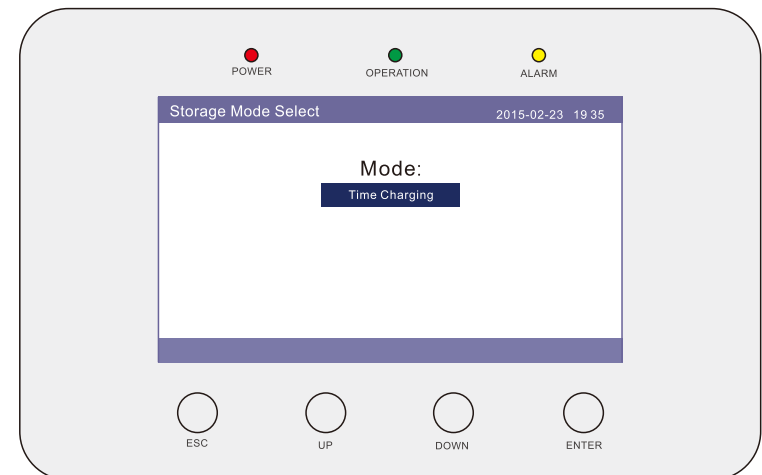 POWER OPERATION ALARM
Storage Mode Select 2015-02-23 19 35
Mode:
Time Charging
ESC UP DOWN ENTER